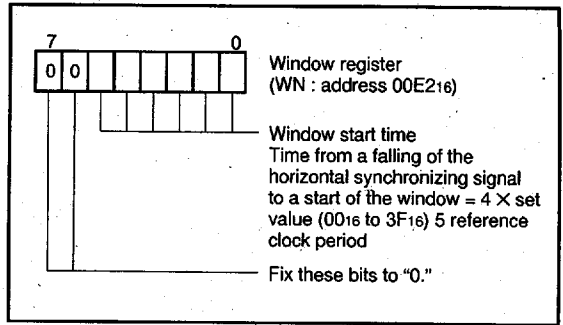 7 0
0 0
Window register
(WN : address 00E216)
Window start time
Time from a falling of the
horizontal synchronizing signal
to a start of the window = 4 × set
value (0016 to 3F16) 5 reference
clock period
Fix these bits to “0.”